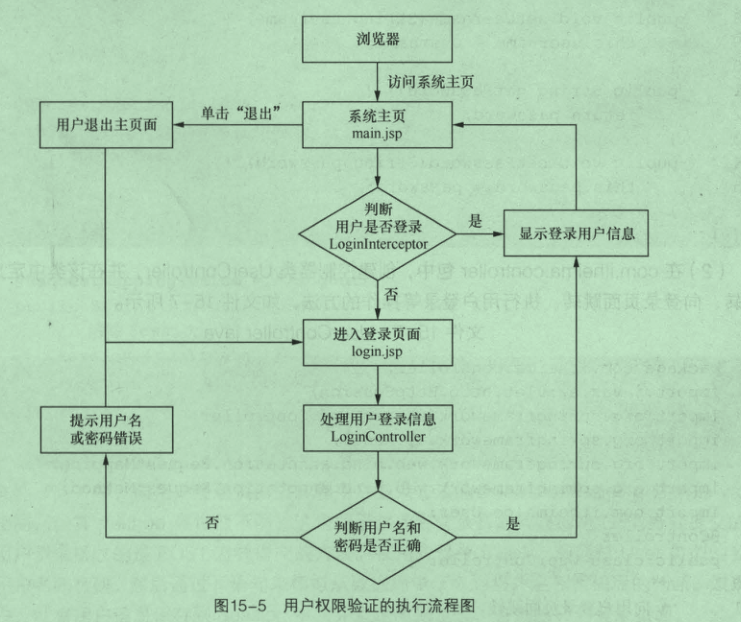 浏览器
访问系统主页
单击“退出”
用户退出主页面
系统主页
main.jsp
判断
用户是否登录
LoginInterceptor
是
显示登录用户信息
否
进入登录页面
login.jsp
提示用户名
或密码错误
处理用户登录信息
LoginController
否
判断用户名和
密码是否正确
是
图15-5 用户权限验证的执行流程图